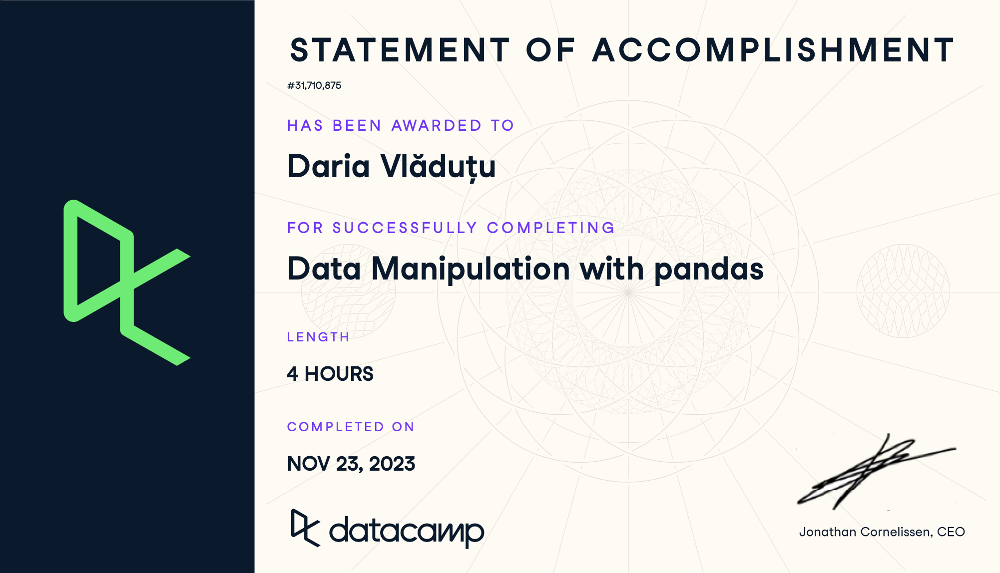 STATEMENT OF ACCOMPLISHMENT
#31,710,875
HAS BEEN AWARDED TO
Daria Vlăduțu
FOR SUCCESSFULLY COMPLETING
Data Manipulation with pandas
LENGTH
4 HOURS
COMPLETED ON
NOV 23, 2023
datacamp
Jonathan Cornelissen, CEO